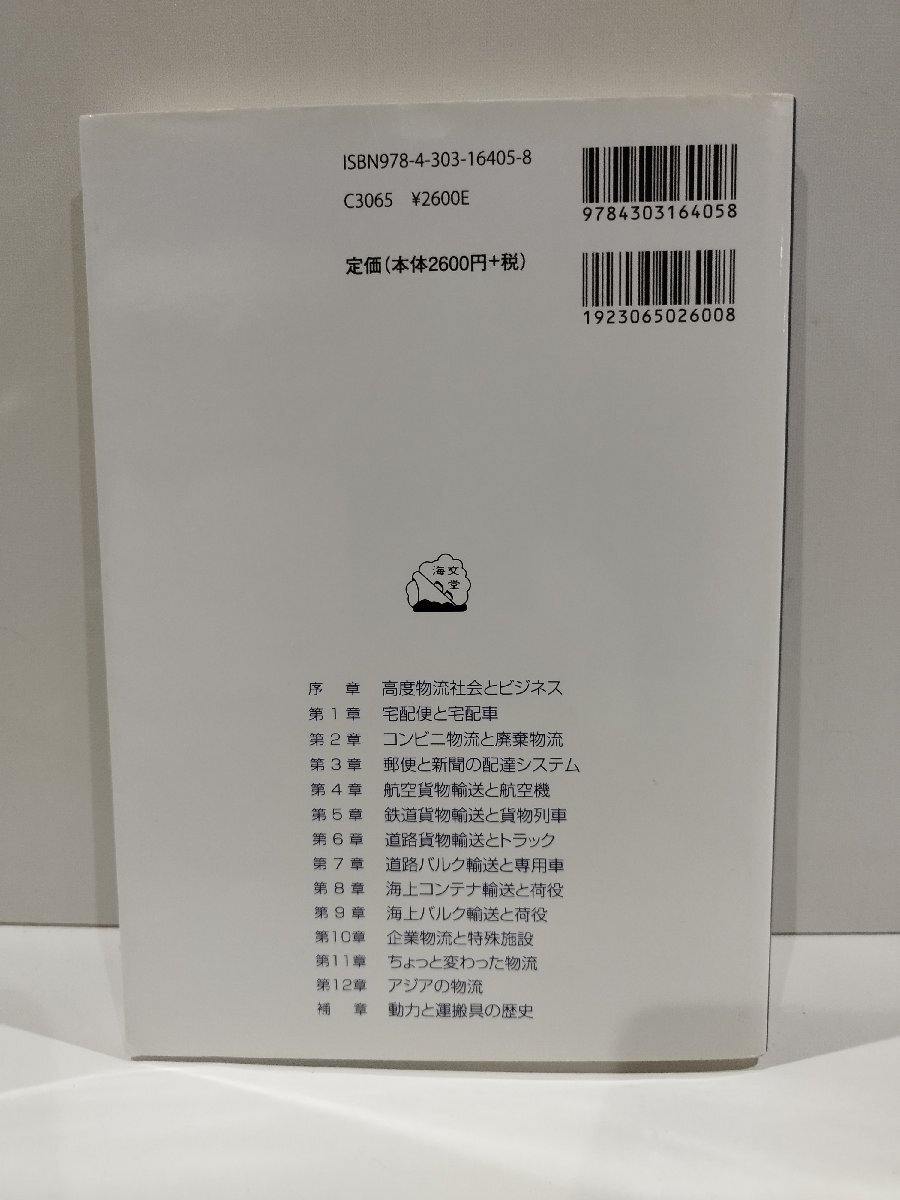 ISBN978-4-303-16405-8
C3065 ¥2600E
定価(本体2600円+税)
9784303164058
1923065026008
海文堂
序 章 高度物流社会とビジネス
第1章 宅配便と宅配車
第2章 コンビニ物流と廃棄物流
第3章 郵便と新聞の配達システム
第4章 航空貨物輸送と航空機
第5章 鉄道貨物輸送と貨物列車
第6章 道路貨物輸送とトラック
第7章 道路バルク輸送と専用車
第8章 海上コンテナ輸送と荷役
第9章 海上バルク輸送と荷役
第10章 企業物流と特殊施設
第11章 ちょっと変わった物流
第12章 アジアの物流
補 章 動力と運搬具の歴史